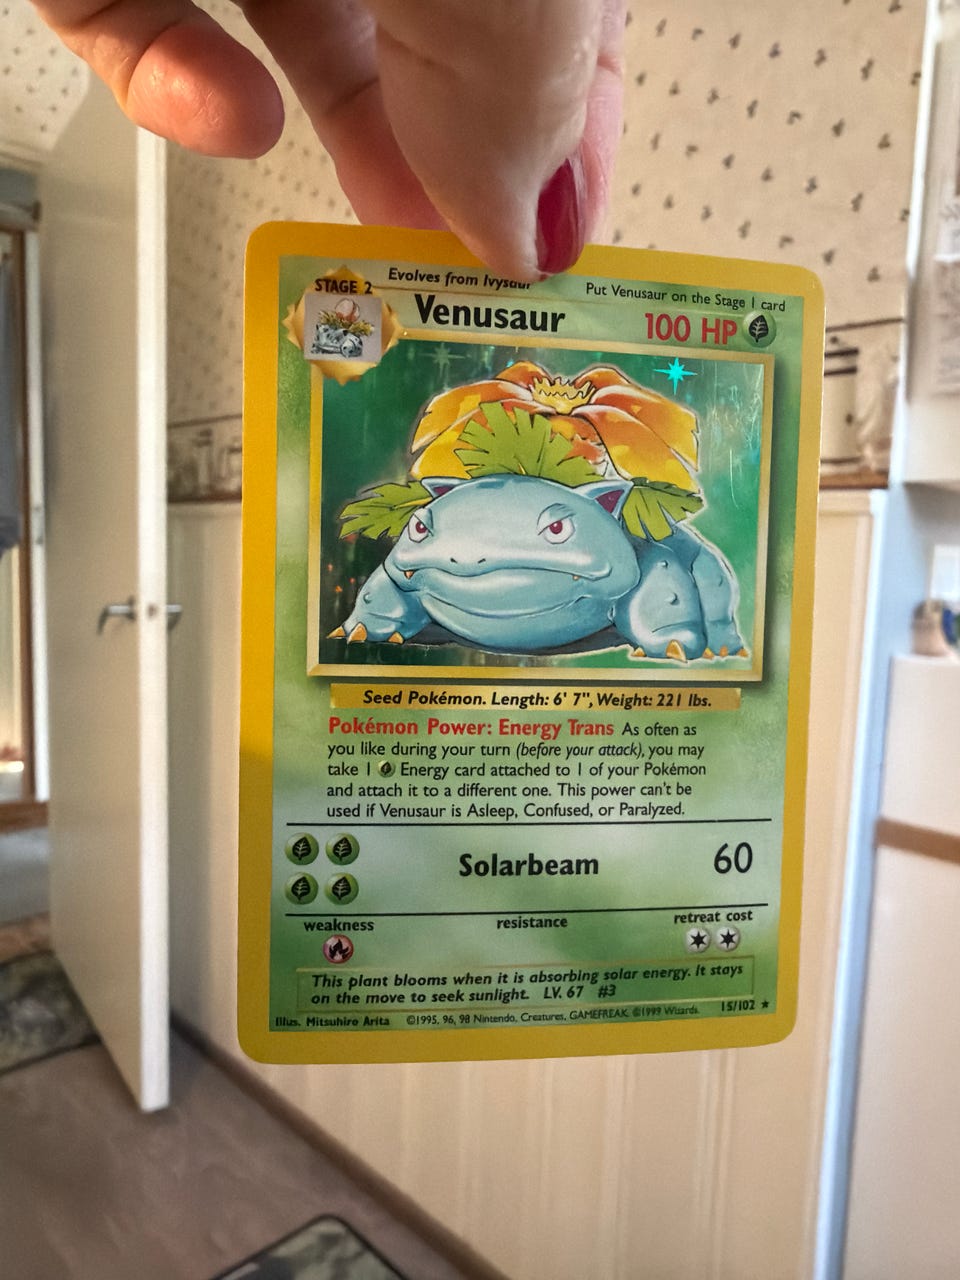 Evolves from Ivysaur
Put Venusaur on the Stage 1 card
STAGE 2
Venusaur
100 HP
Seed Pokémon. Length: 6' 7", Weight: 221 lbs.
Pokémon Power: Energy Trans As often as
you like during your turn (before your attack), you may
take 1 Energy card attached to 1 of your Pokémon
and attach it to a different one. This power can't be
used if Venusaur is Asleep, Confused, or Paralyzed.
Solarbeam 60
weakness resistance retreat cost
This plant blooms when it is absorbing solar energy. It stays
on the move to seek sunlight. LV. 67 #3
Illus. Mitsuhiro Arita ©1995, 96, 98 Nintendo, Creatures, GAMEFREAK. ©1999 Wizards. 15/102 ★